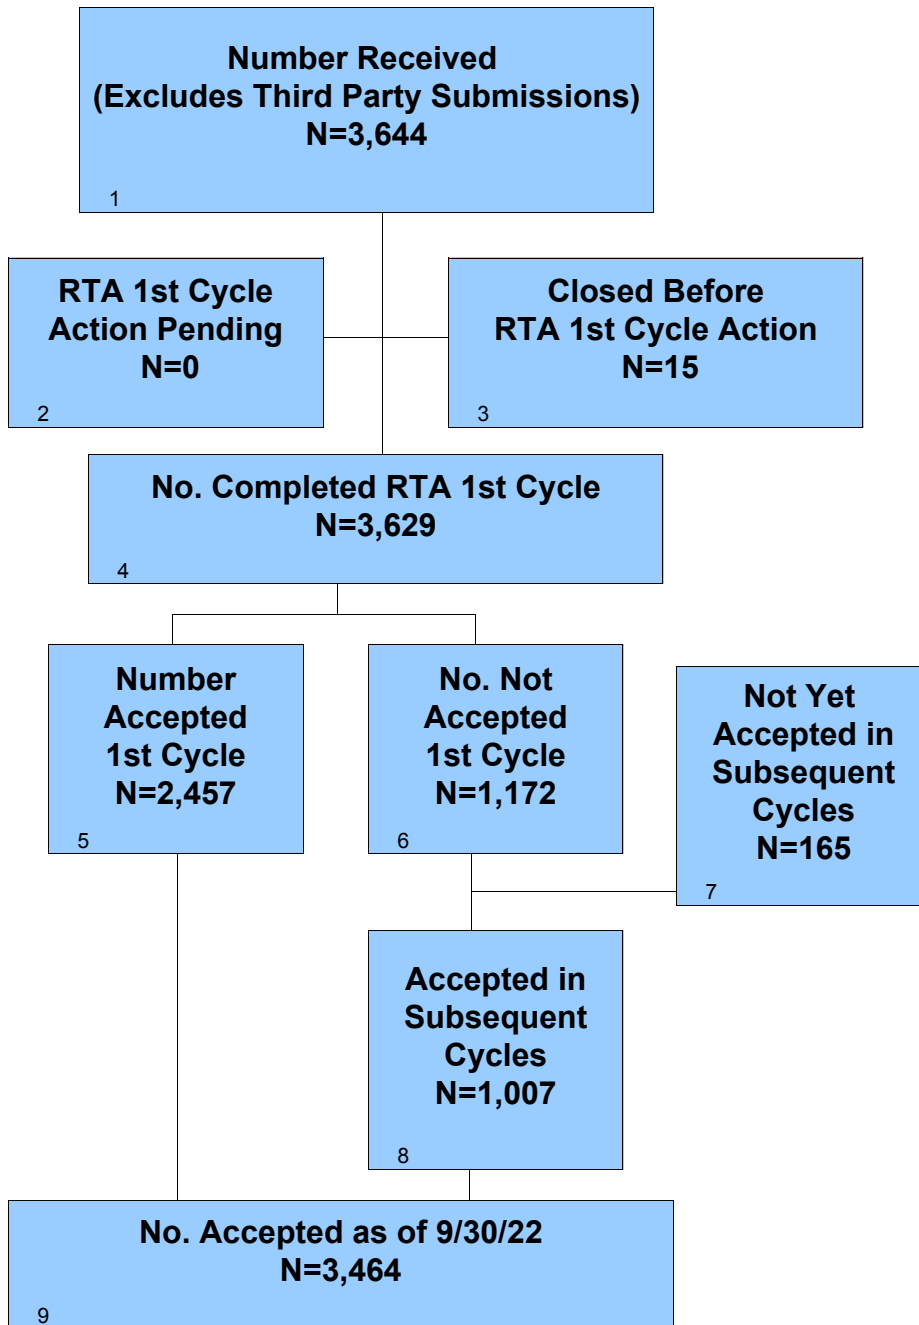 Number Received
(Excludes Third Party Submissions)
N=3,644
1
RTA 1st Cycle
Action Pending
N=0
2
Closed Before
RTA 1st Cycle Action
N=15
3
No. Completed RTA 1st Cycle
N=3,629
4
Number
Accepted
1st Cycle
N=2,457
5
No. Not
Accepted
1st Cycle
N=1,172
6
Not Yet
Accepted in
Subsequent
Cycles
N=165
7
Accepted in
Subsequent
Cycles
N=1,007
8
No. Accepted as of 9/30/22
N=3,464
9